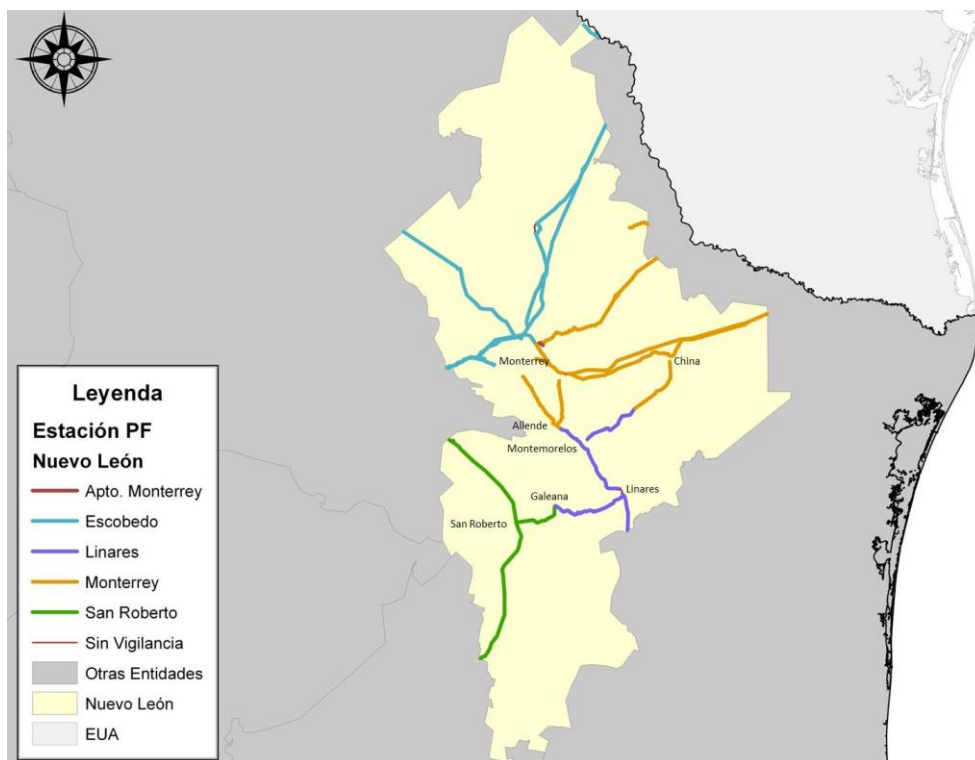 Monterrey
China
Allende
Montemorelos
Galeana
Linares
San Roberto
Leyenda
Estación PF
Nuevo León
Apto. Monterrey
Escobedo
Linares
Monterrey
San Roberto
Sin Vigilancia
Otras Entidades
Nuevo León
EUA